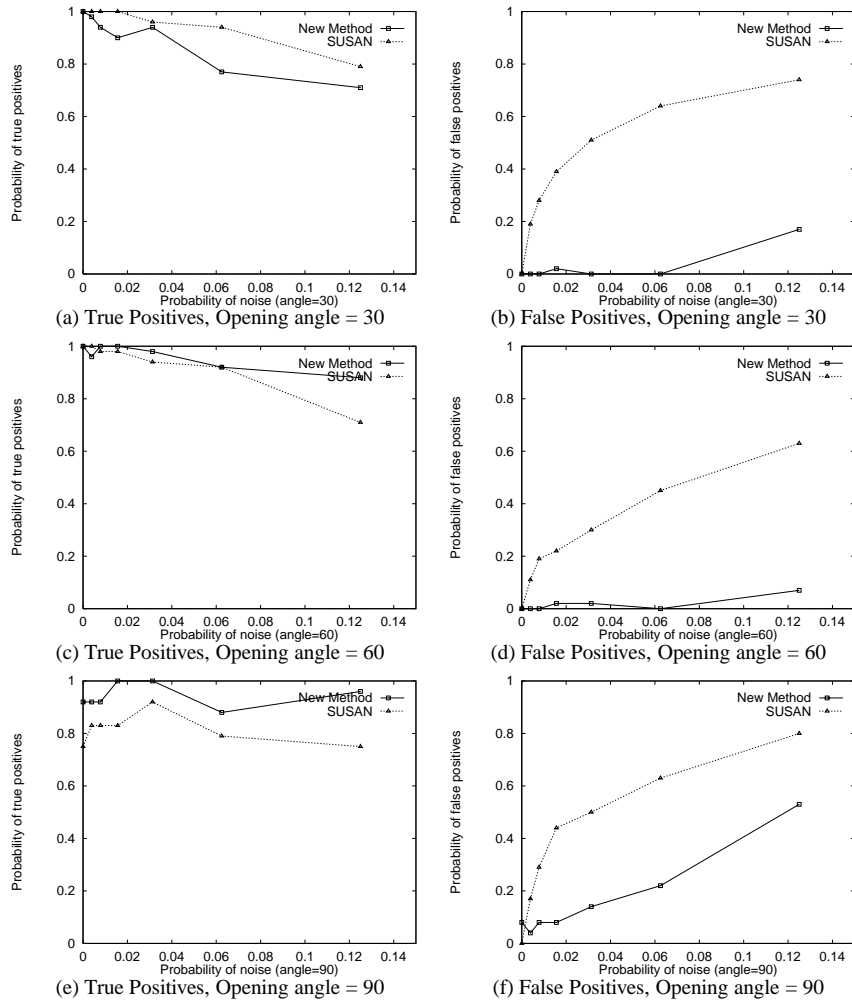 1
0.8
0.6
0.4
0.2
0
0 0.02 0.04 0.06 0.08 0.1 0.12 0.14
Probability of true positives
Probability of noise (angle=30)
New Method
SUSAN
(a) True Positives, Opening angle = 30
1
0.8
0.6
0.4
0.2
0
0 0.02 0.04 0.06 0.08 0.1 0.12 0.14
Probability of false positives
Probability of noise (angle=30)
New Method
SUSAN
(b) False Positives, Opening angle = 30
1
0.8
0.6
0.4
0.2
0
0 0.02 0.04 0.06 0.08 0.1 0.12 0.14
Probability of true positives
Probability of noise (angle=60)
New Method
SUSAN
(c) True Positives, Opening angle = 60
1
0.8
0.6
0.4
0.2
0
0 0.02 0.04 0.06 0.08 0.1 0.12 0.14
Probability of false positives
Probability of noise (angle=60)
New Method
SUSAN
(d) False Positives, Opening angle = 60
1
0.8
0.6
0.4
0.2
0
0 0.02 0.04 0.06 0.08 0.1 0.12 0.14
Probability of true positives
Probability of noise (angle=90)
New Method
SUSAN
(e) True Positives, Opening angle = 90
1
0.8
0.6
0.4
0.2
0
0 0.02 0.04 0.06 0.08 0.1 0.12 0.14
Probability of false positives
Probability of noise (angle=90)
New Method
SUSAN
(f) False Positives, Opening angle = 90